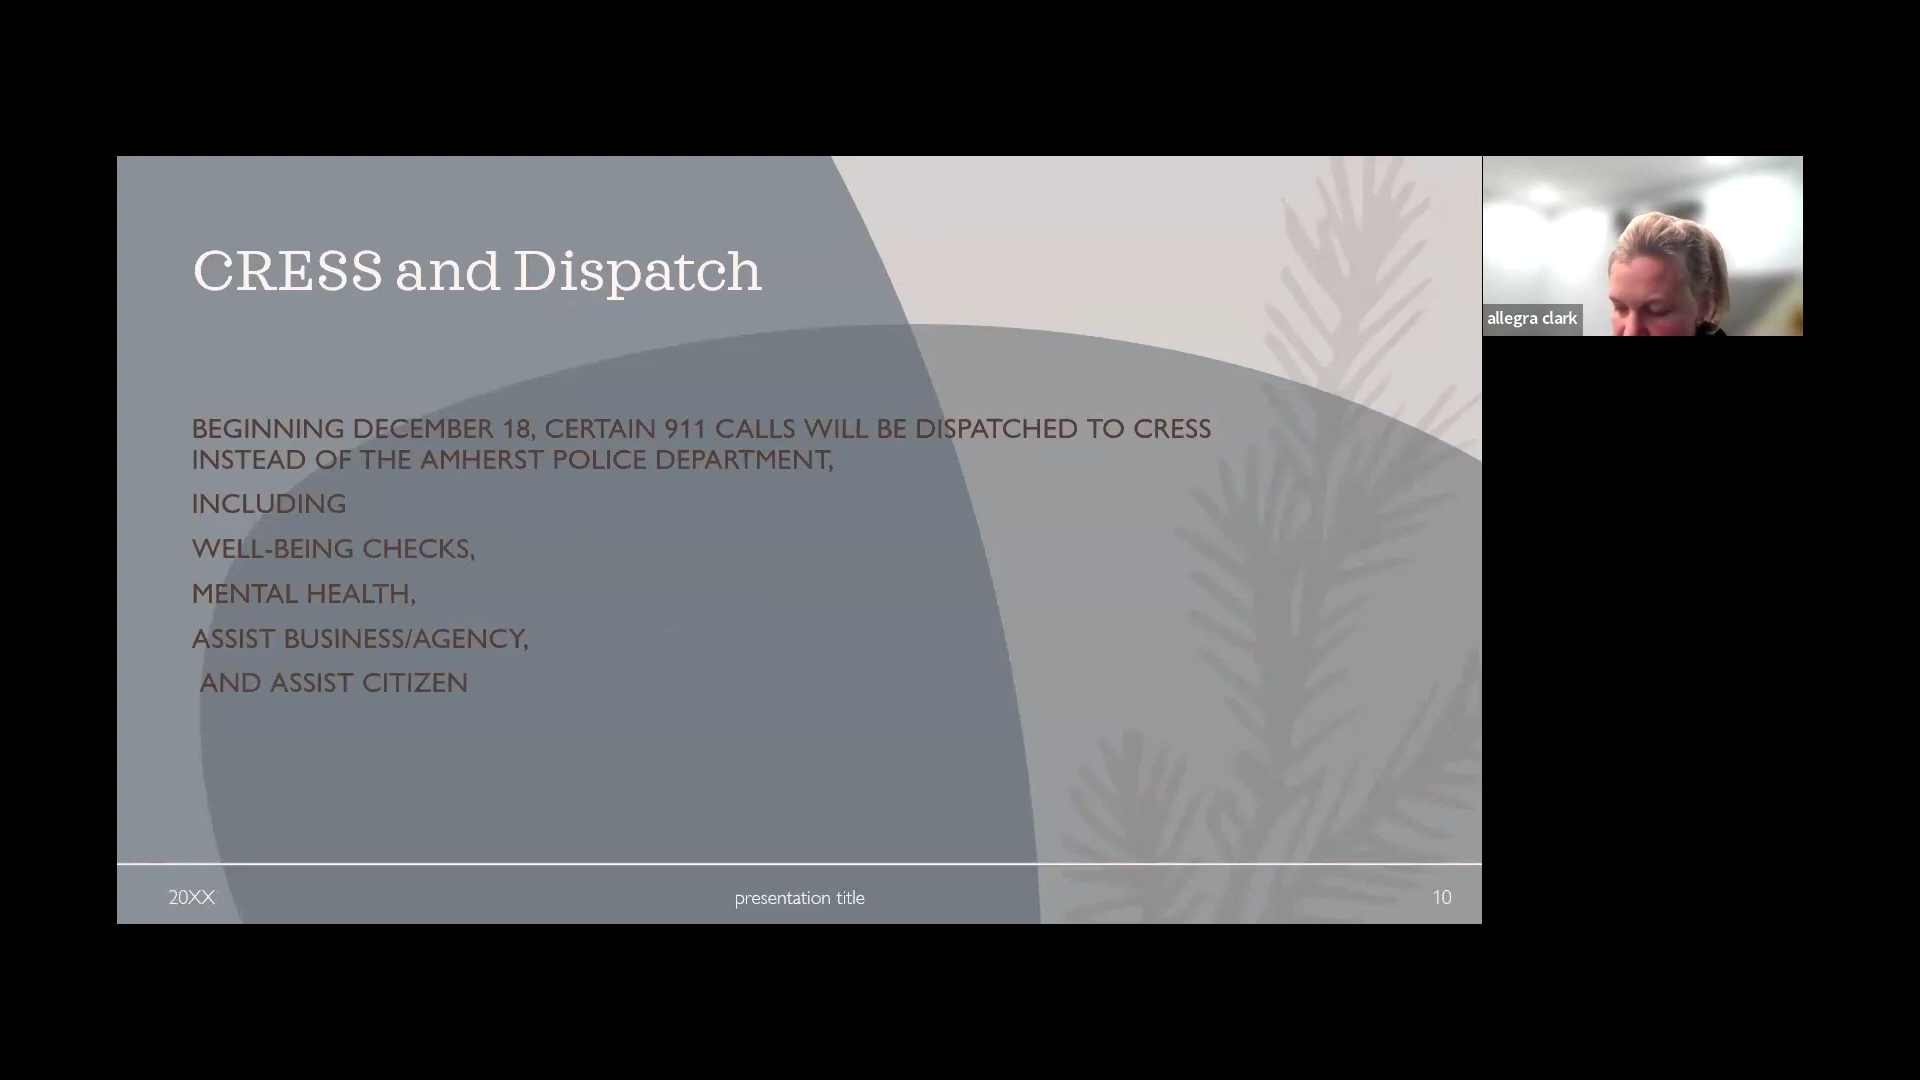 CRESS and Dispatch
BEGINNING DECEMBER 18, CERTAIN 911 CALLS WILL BE DISPATCHED TO CRESS
INSTEAD OF THE AMHERST POLICE DEPARTMENT,
INCLUDING
WELL-BEING CHECKS,
MENTAL HEALTH,
ASSIST BUSINESS/AGENCY,
AND ASSIST CITIZEN
20XX
presentation title
10
allegra clark